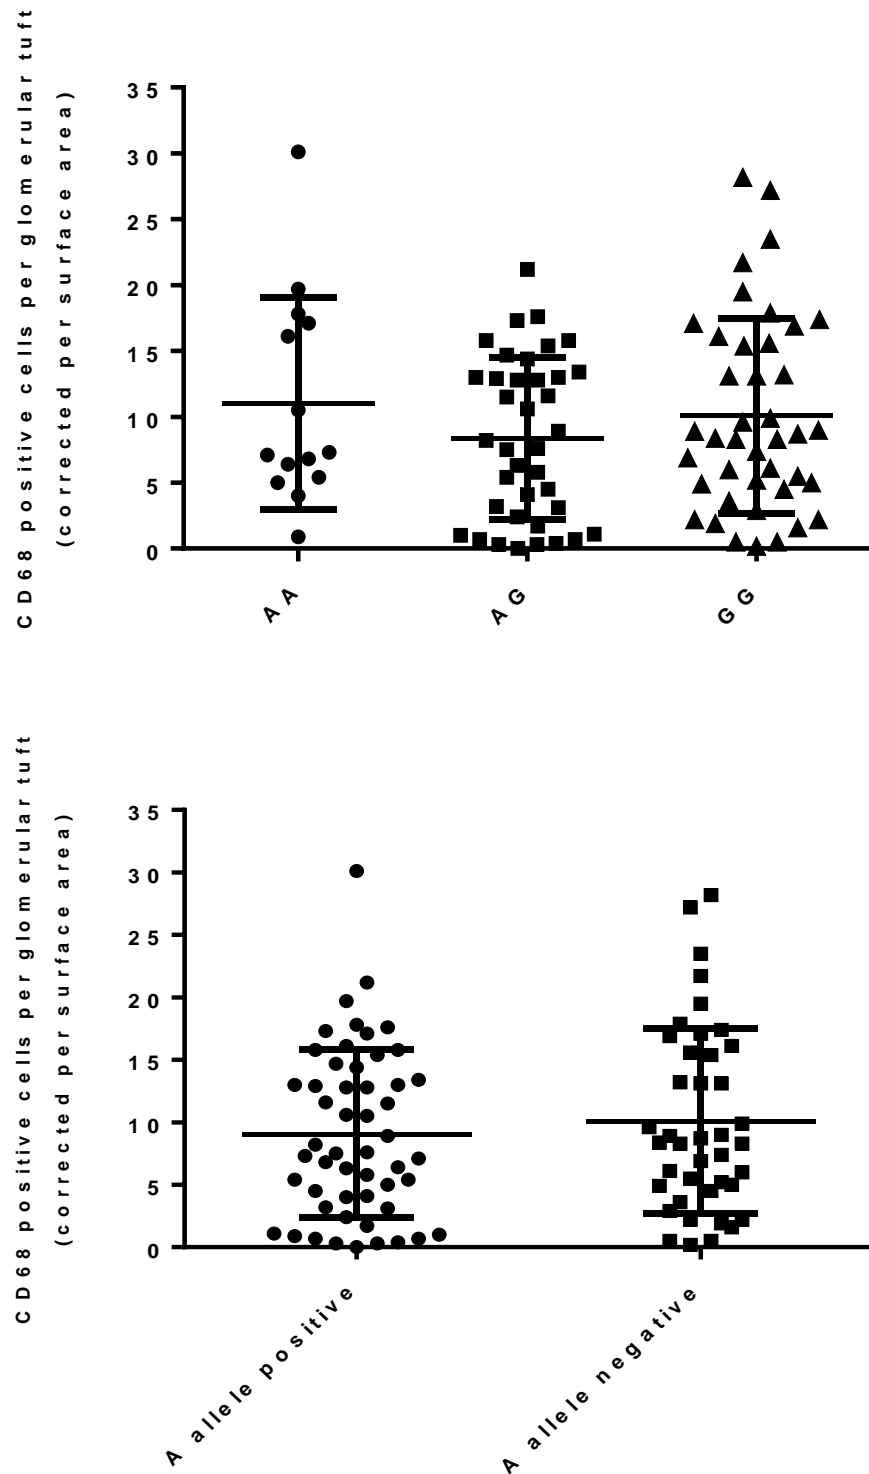 CD68 positive cells per glomerular tuft
(corrected per surface area)
35
30
25
20
15
10
5
0
AA
AG
GG
CD68 positive cells per glomerular tuft
(corrected per surface area)
35
30
25
20
15
10
5
0
A allele positive
A allele negative